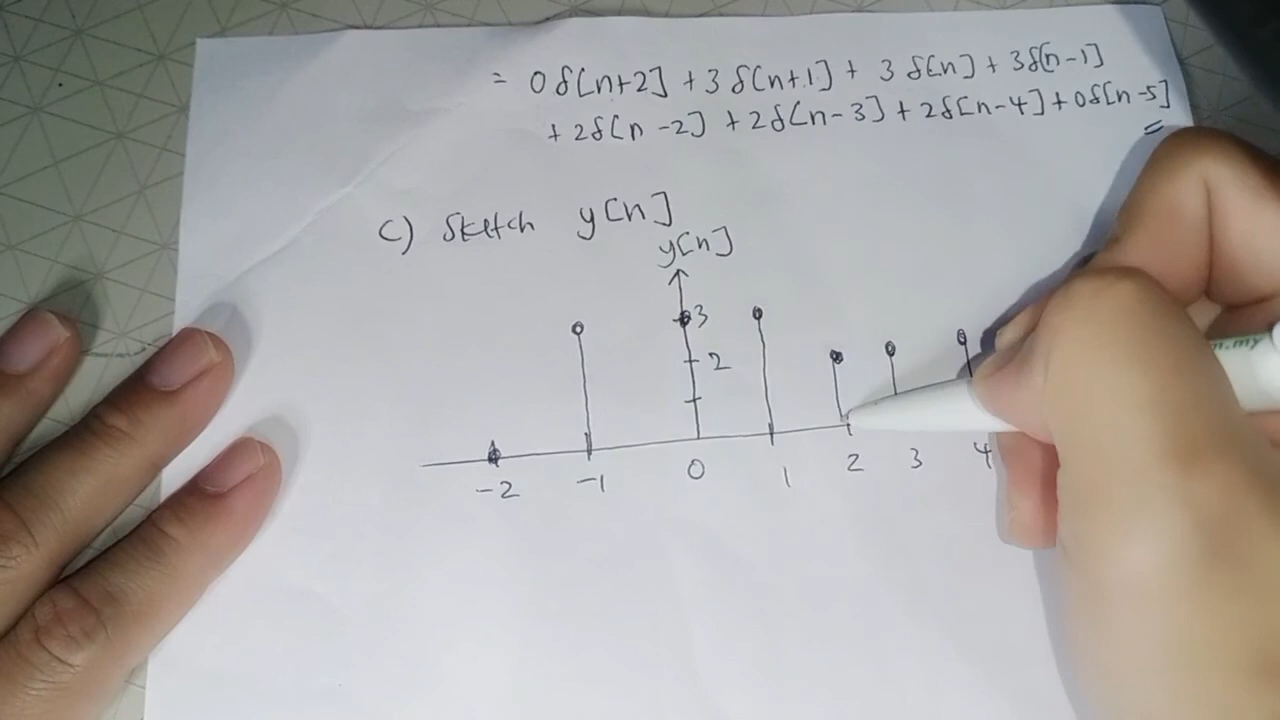 = 0δ[n+2] + 3δ[n+1] + 3δ[n] + 3δ[n-1]
+ 2δ[n-2] + 2δ[n-3] + 2δ[n-4] + 0δ[n-5]
=
c) Sketch y[n]
y[n]
3
2
-2 -1 0 1 2 3 4